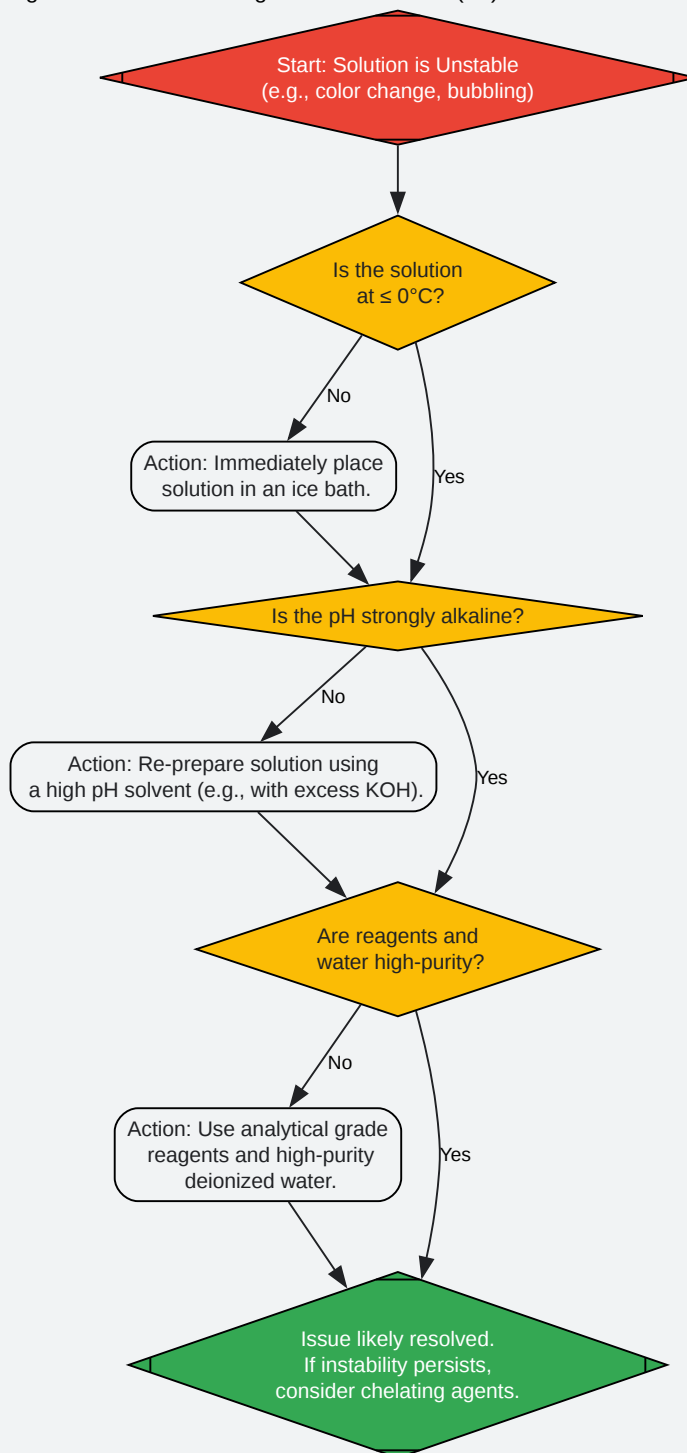 Start: Solution is Unstable
(e.g., color change, bubbling)
Is the solution
at ≤ 0°C?
No
Yes
Action: Immediately place
solution in an ice bath.
Is the pH strongly alkaline?
No
Yes
Action: Re-prepare solution using
a high pH solvent (e.g., with excess KOH).
Are reagents and
water high-purity?
No
Yes
Action: Use analytical grade
reagents and high-purity
deionized water.
Issue likely resolved.
If instability persists,
consider chelating agents.